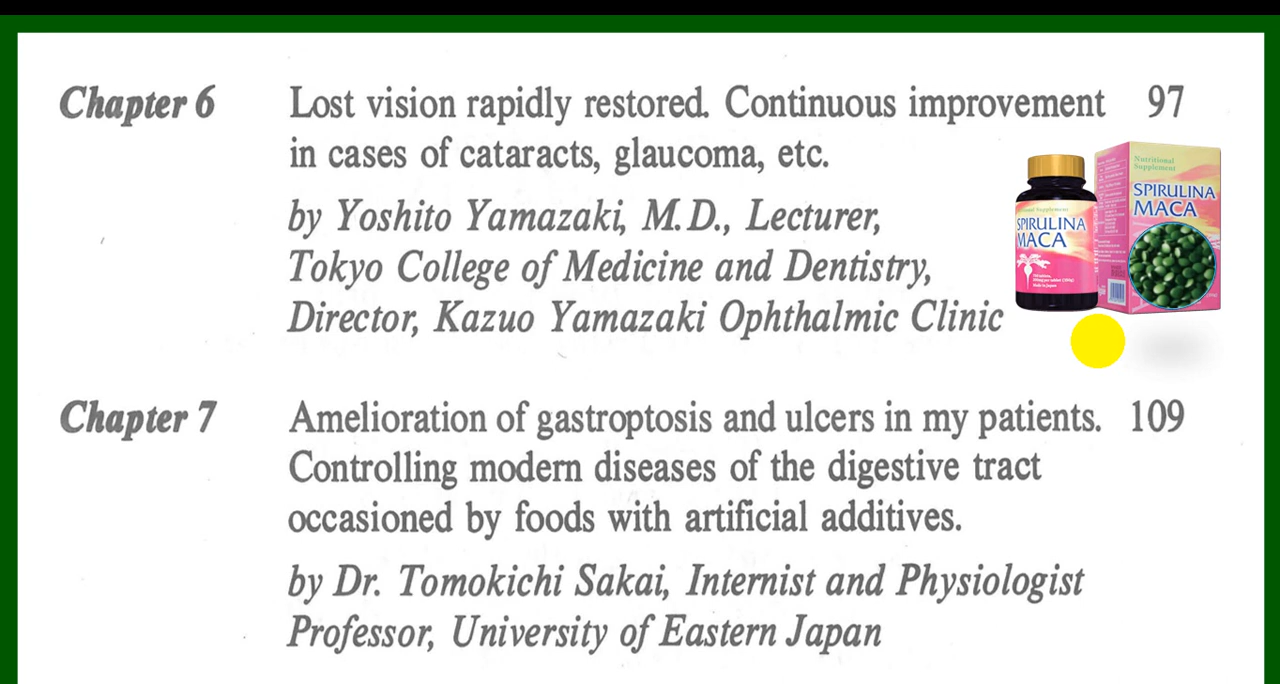 Chapter 6 Lost vision rapidly restored. Continuous improvement 97
in cases of cataracts, glaucoma, etc.
by Yoshito Yamazaki, M.D., Lecturer,
Tokyo College of Medicine and Dentistry,
Director, Kazuo Yamazaki Ophthalmic Clinic
Nutritional
Supplement
SPIRULINA
MACA
SPIRULINA
MACA
Chapter 7 Amelioration of gastroptosis and ulcers in my patients. 109
Controlling modern diseases of the digestive tract
occasioned by foods with artificial additives.
by Dr. Tomokichi Sakai, Internist and Physiologist
Professor, University of Eastern Japan